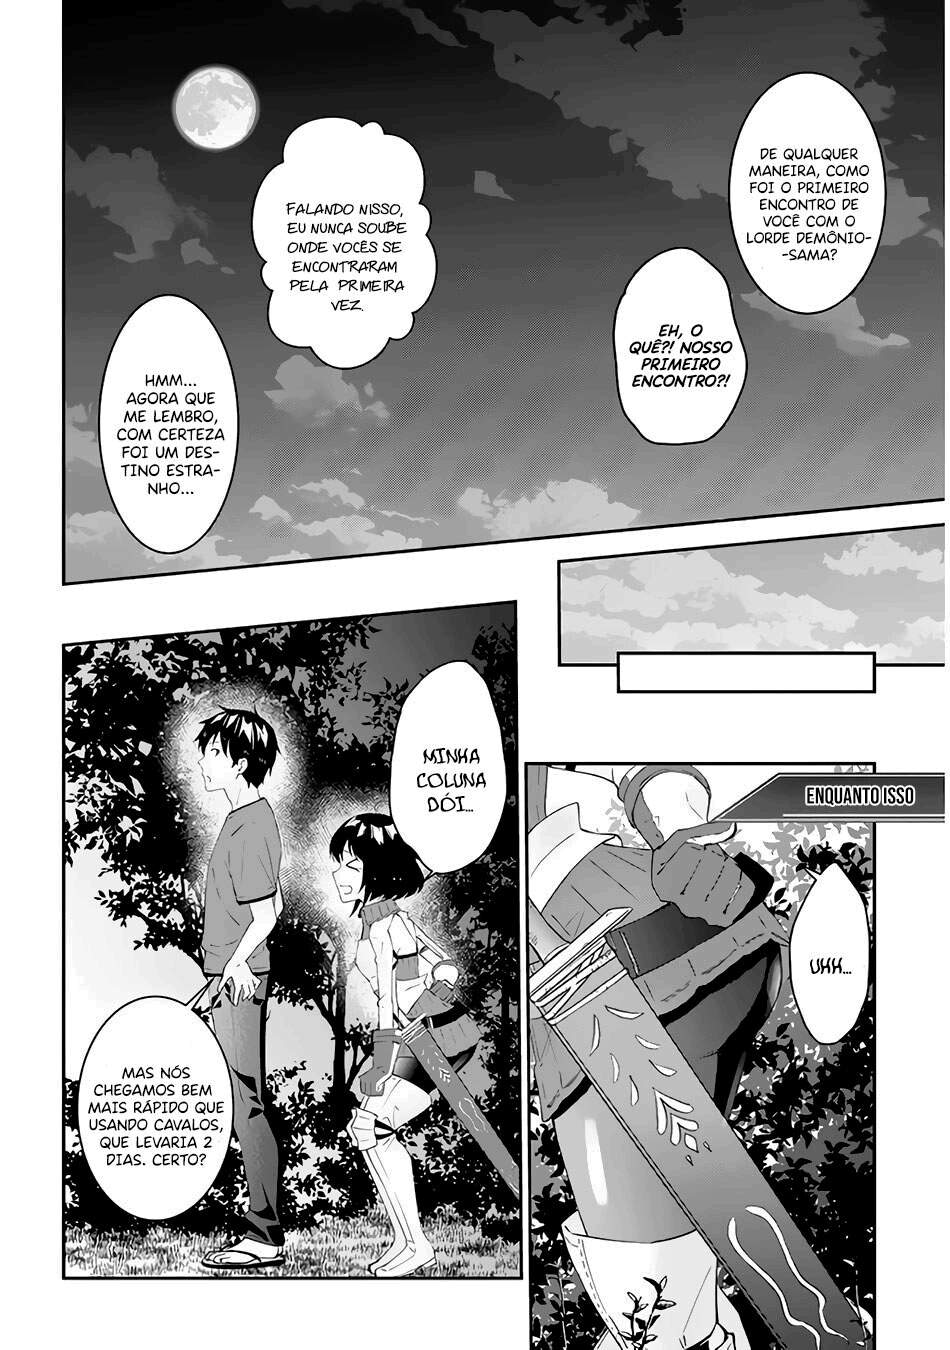 DE QUALQUER
MANEIRA, COMO
FOI O PRIMEIRO
ENCONTRO DE
VOCÊ COM O
LORDE DEMÔNIO-
-SAMA?
EH, O
QUÊ?! NOSSO
PRIMEIRO
ENCONTRO?!
FALANDO NISSO,
EU NUNCA SOUBE
ONDE VOCÊS SE
ENCONTRARAM
PELA PRIMEIRA
VEZ.
HMM...
AGORA QUE
ME LEMBRO,
COM CERTEZA
FOI UM DES-
TINO ESTRA-
NHO...
ENQUANTO ISSO
UHH...
MINHA
COLUNA
DÓI...
MAS NÓS
CHEGAMOS BEM
MAIS RÁPIDO QUE
USANDO CAVALOS,
QUE LEVARIA 2
DIAS. CERTO?